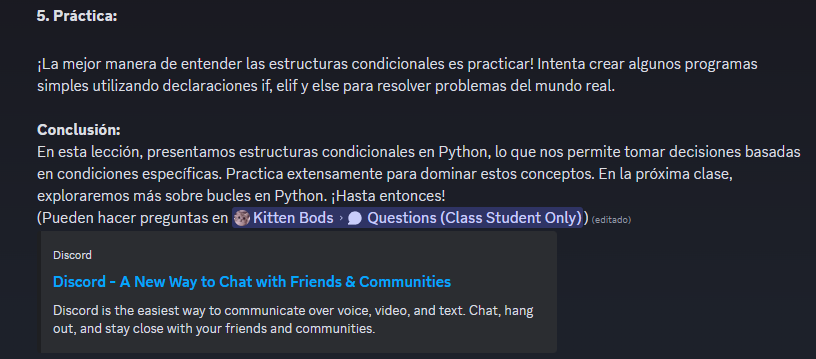 5. Práctica:
¡La mejor manera de entender las estructuras condicionales es practicar! Intenta crear algunos programas
simples utilizando declaraciones if, elif y else para resolver problemas del mundo real.
Conclusión:
En esta lección, presentamos estructuras condicionales en Python, lo que nos permite tomar decisiones basadas
en condiciones específicas. Practica extensamente para dominar estos conceptos. En la próxima clase,
exploraremos más sobre bucles en Python. ¡Hasta entonces!
(Pueden hacer preguntas en Kitten Bods › Questions (Class Student Only)) (editado)
Discord
Discord - A New Way to Chat with Friends & Communities
Discord is the easiest way to communicate over voice, video, and text. Chat, hang
out, and stay close with your friends and communities.